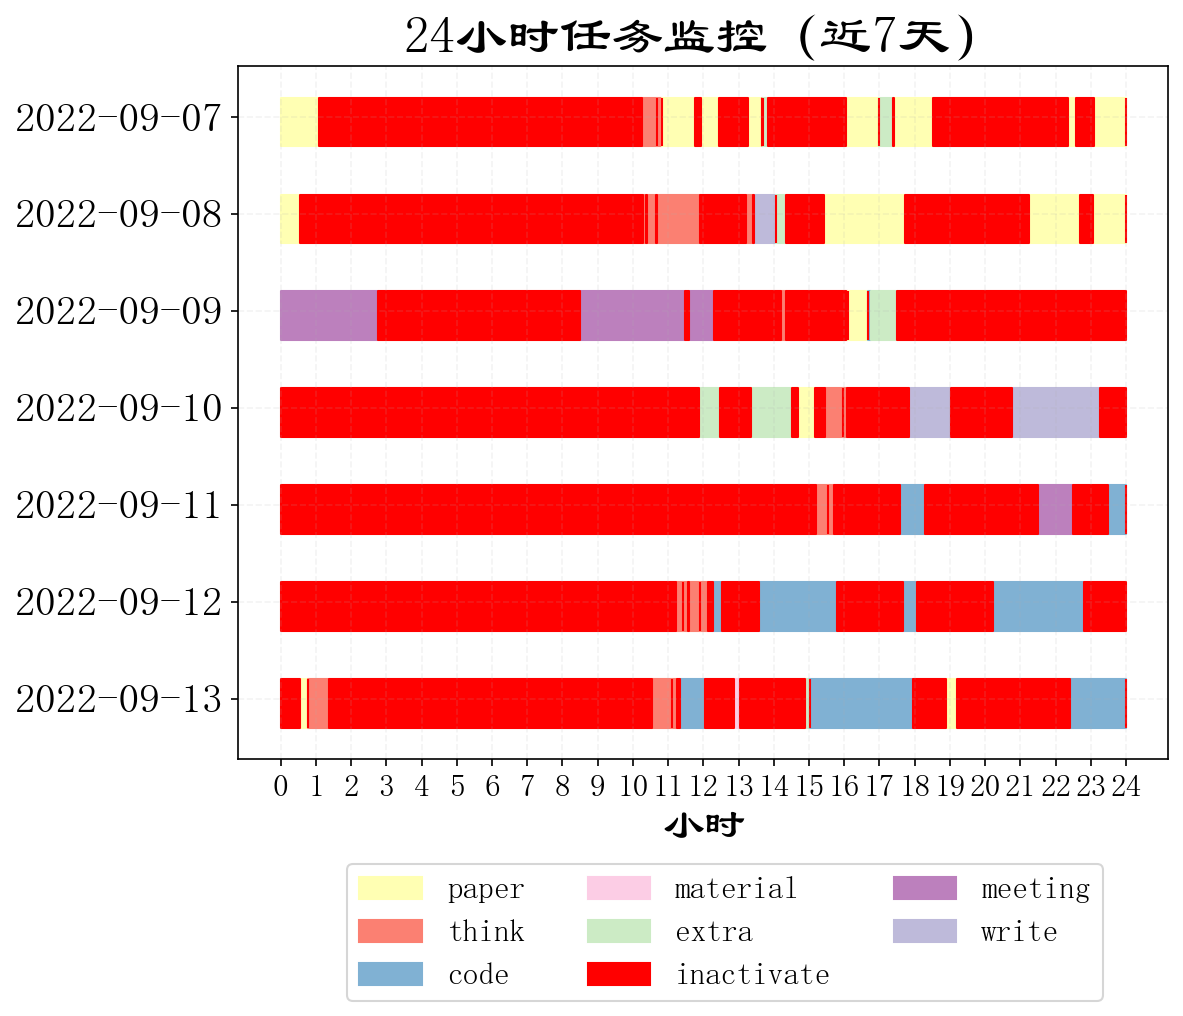 24小时任务监控 (近7天)
2022-09-07
2022-09-08
2022-09-09
2022-09-10
2022-09-11
2022-09-12
2022-09-13
0 1 2 3 4 5 6 7 8 9 10 11 12 13 14 15 16 17 18 19 20 21 22 23 24
小时
paper material meeting
think extra write
code inactivate